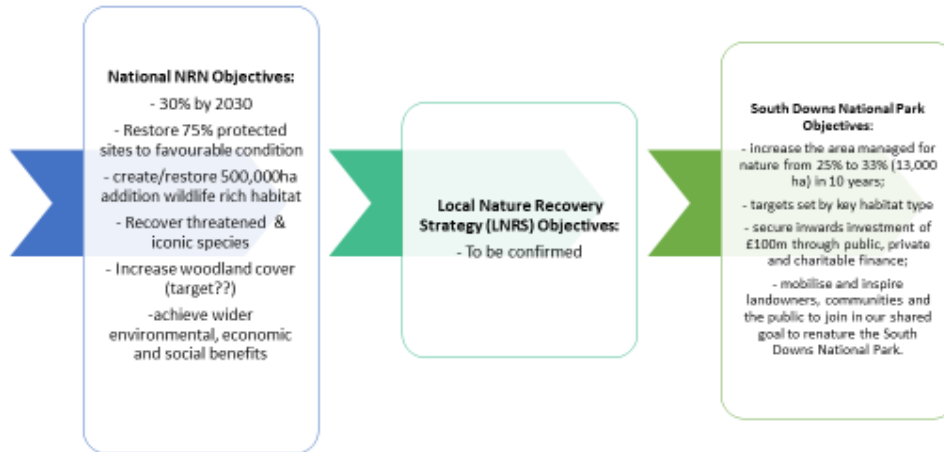 National NRN Objectives:
- 30% by 2030
- Restore 75% protected
sites to favourable condition
- create/restore 500,000ha
addition wildlife rich habitat
- Recover threatened &
iconic species
- Increase woodland cover
(target??)
-achieve wider
environmental, economic
and social benefits
Local Nature Recovery
Strategy (LNRS) Objectives:
- To be confirmed
South Downs National Park
Objectives:
- increase the area managed for
nature from 25% to 33% (13,000
ha) in 10 years;
- targets set by key habitat type
- secure inwards investment of
£100m through public, private
and charitable finance;
- mobilise and inspire
landowners, communities and
the public to join in our shared
goal to renature the South
Downs National Park.